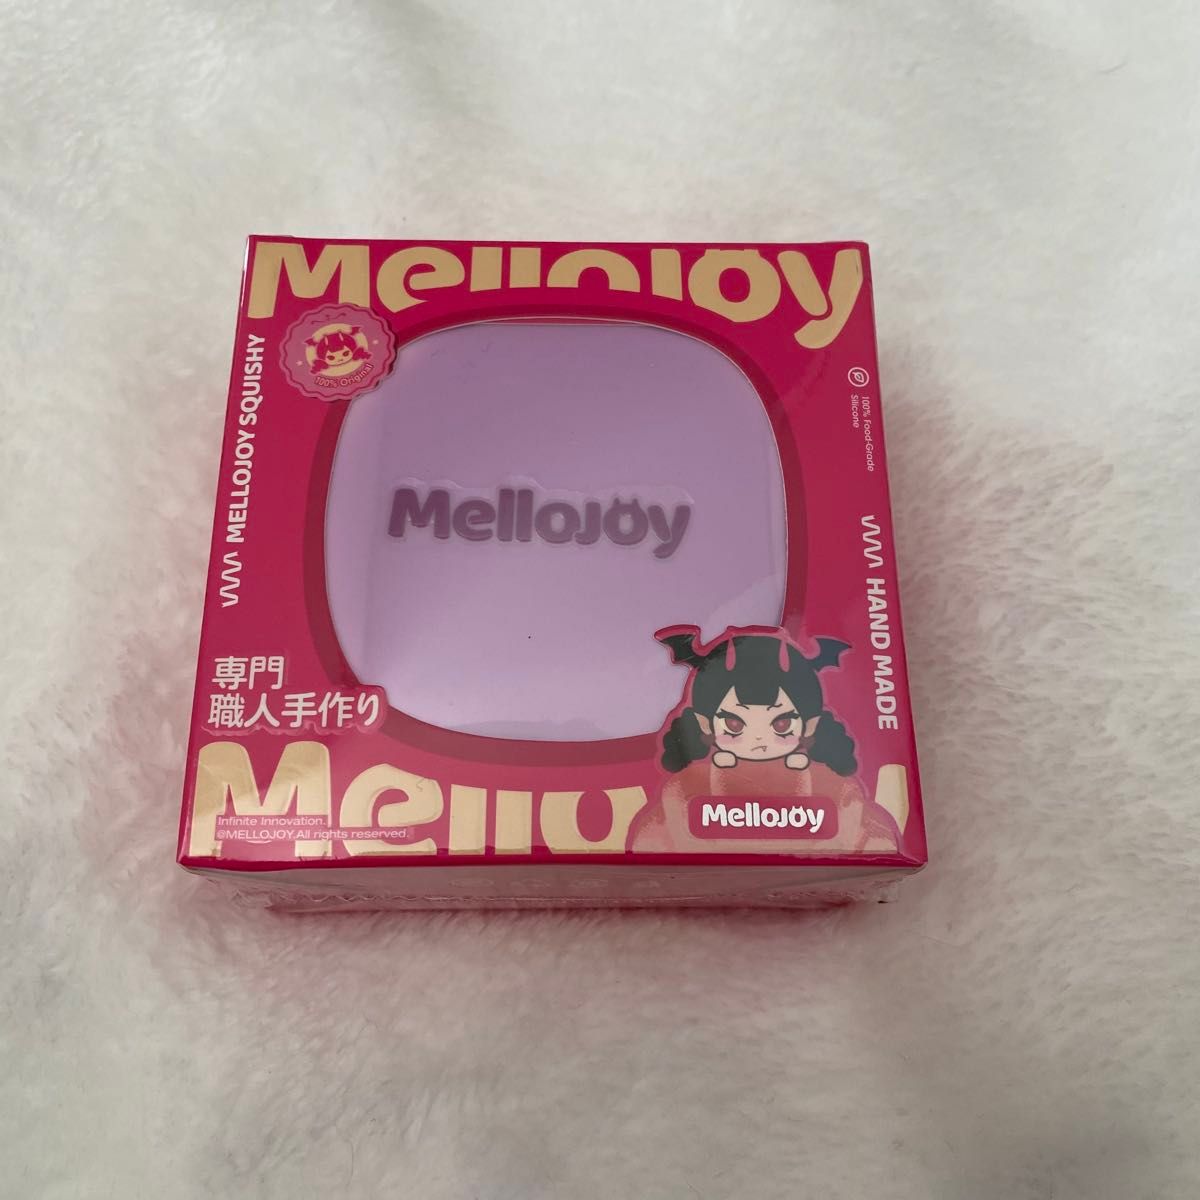 Mellojoy
100% Original
MELLOJOY SQUISHY
100% Food-Grade
Silicone
Mellojoy
HAND MADE
専門
職人手作り
Infinite Innovation.
©MELLOJOY.All rights reserved.
Mellojoy